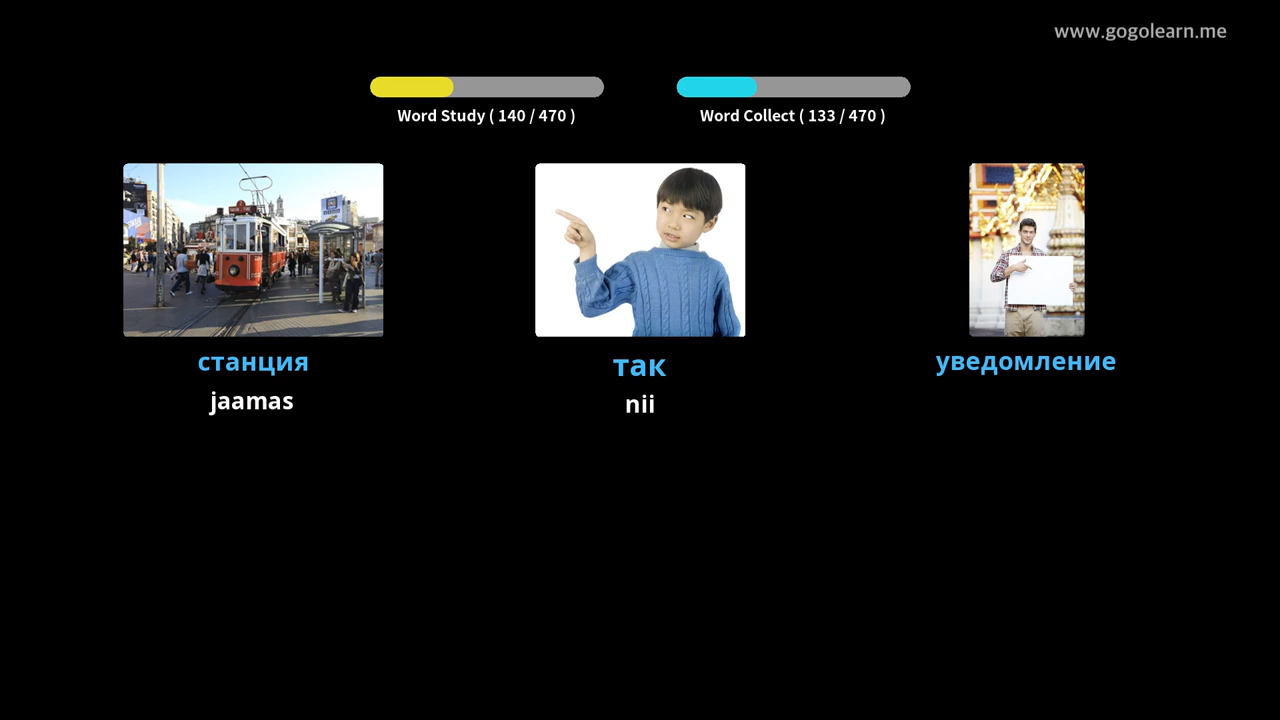 www.gogolearn.me
Word Study ( 140 / 470 )
Word Collect ( 133 / 470 )
станция
jaamas
так
nii
уведомление